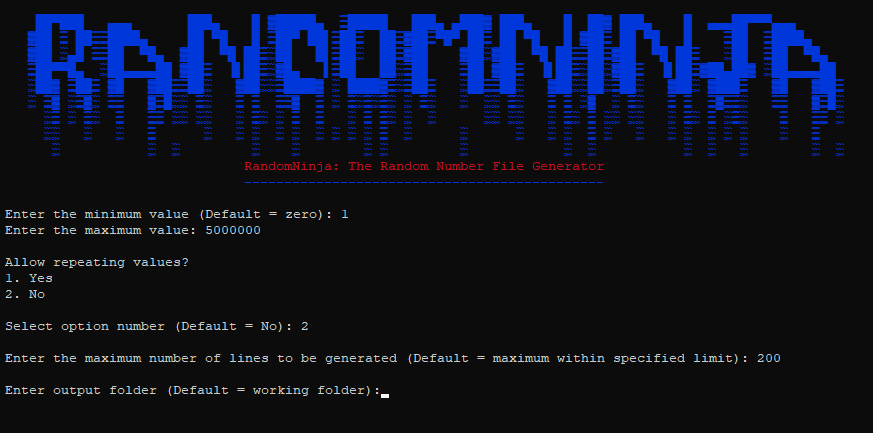 RANDOMNINJA
RandomNinja: The Random Number File Generator
Enter the minimum value (Default = zero): 1
Enter the maximum value: 5000000
Allow repeating values?
1. Yes
2. No
Select option number (Default = No): 2
Enter the maximum number of lines to be generated (Default = maximum within specified limit): 200
Enter output folder (Default = working folder):